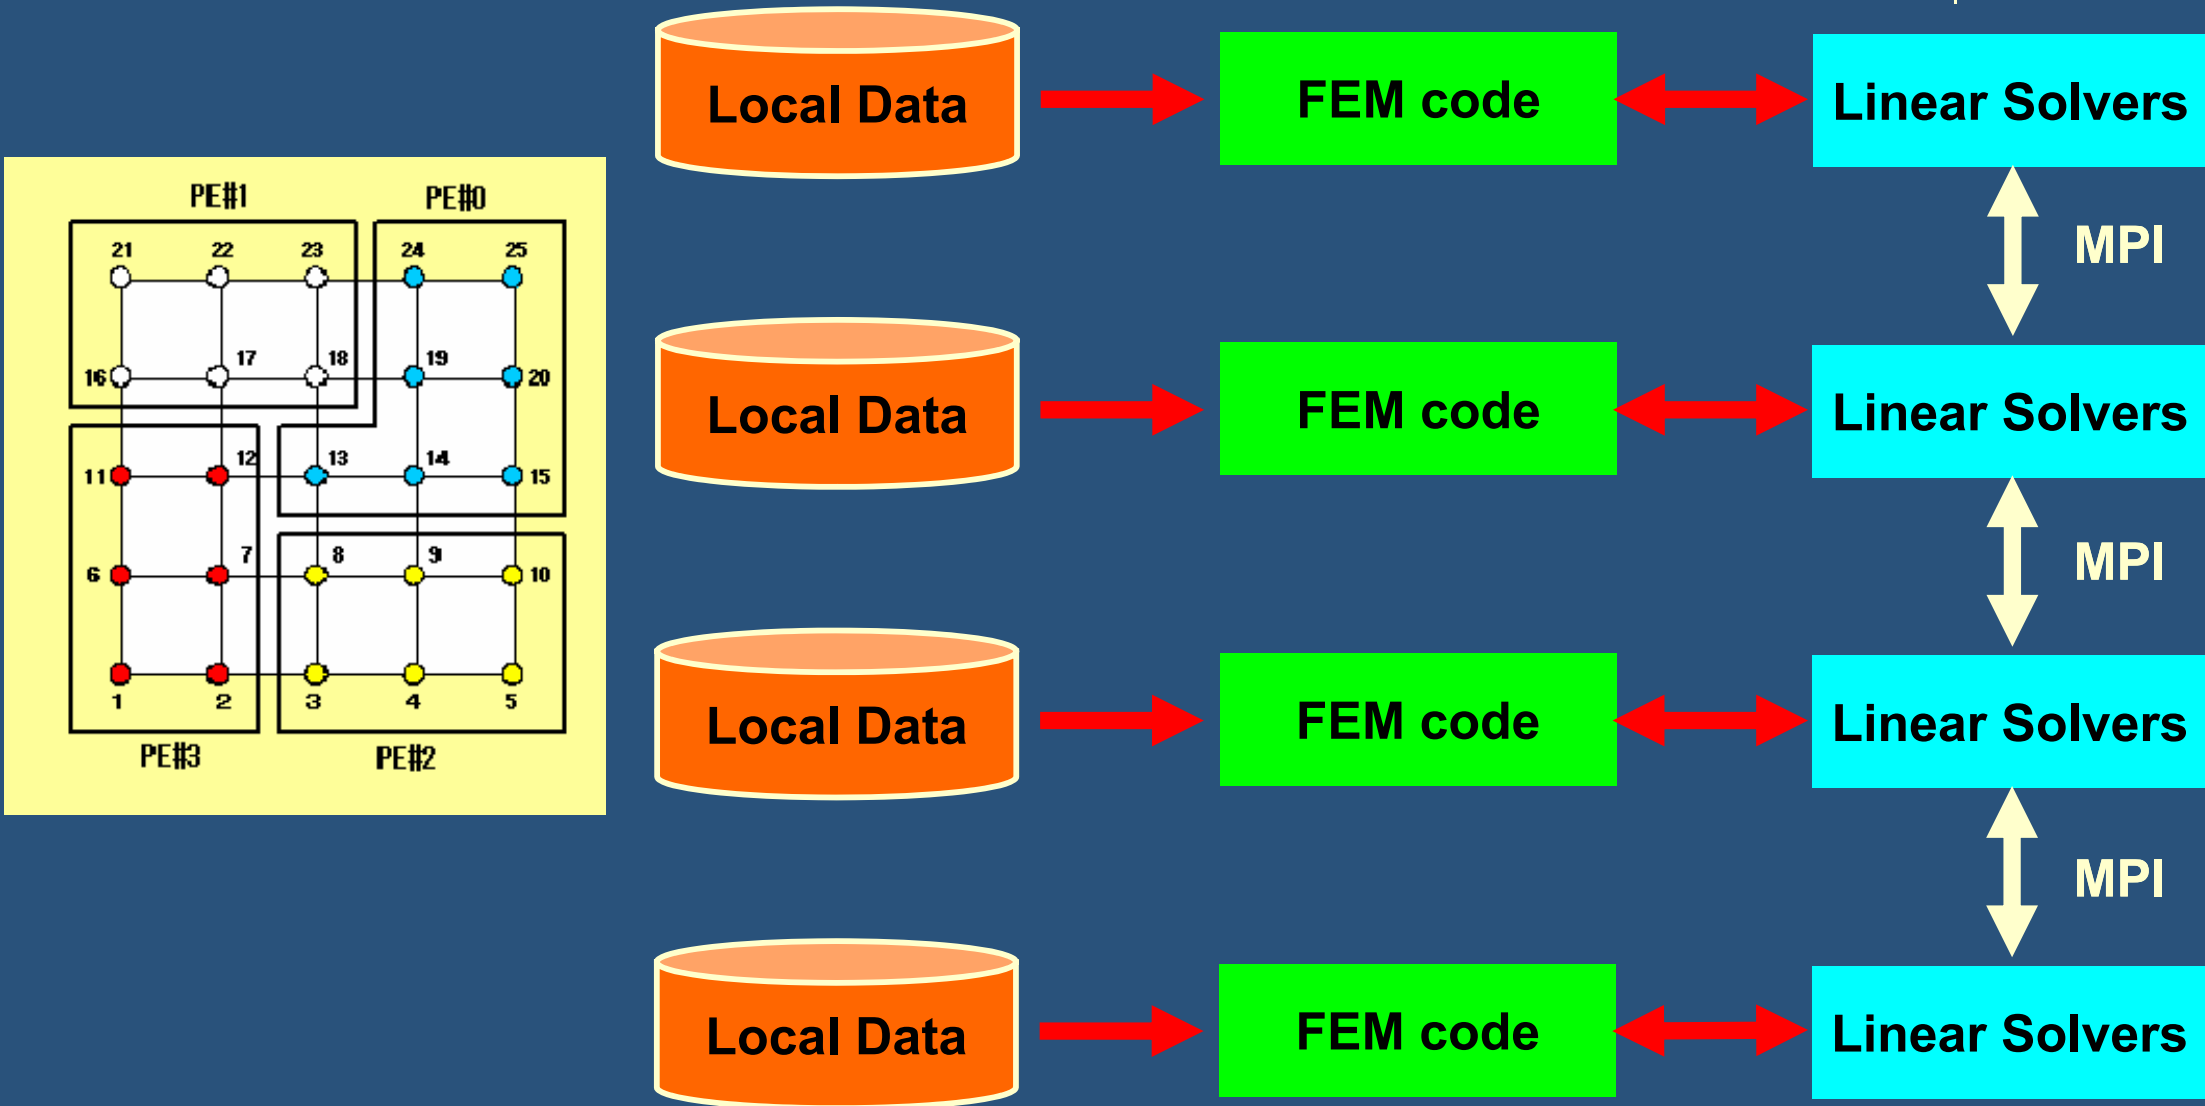 PE#1 PE#0
21 22 23 24 25
16 17 18 19 20
11 12 13 14 15
6 7 8 9 10
1 2 3 4 5
PE#3 PE#2
Local Data FEM code Linear Solvers
MPI
Local Data FEM code Linear Solvers
MPI
Local Data FEM code Linear Solvers
MPI
Local Data FEM code Linear Solvers